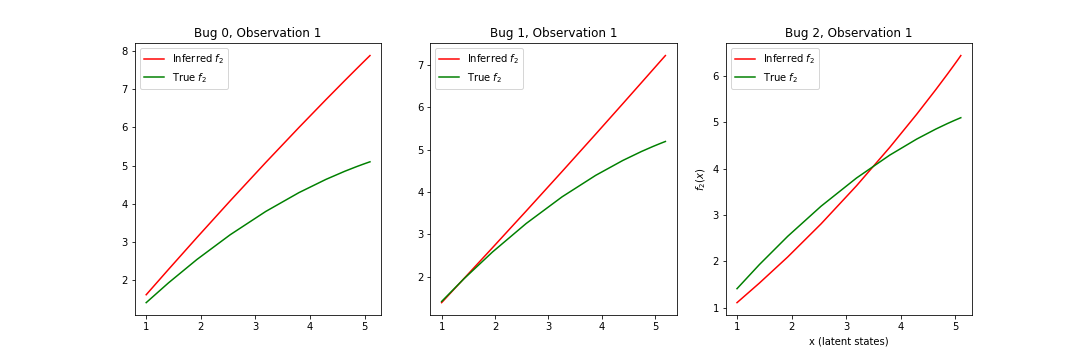 Bug 0, Observation 1
8
7
6
5
4
3
2
1 2 3 4 5
Inferred f₂
True f₂
Bug 1, Observation 1
7
6
5
4
3
2
1 2 3 4 5
Inferred f₂
True f₂
Bug 2, Observation 1
f₂(x)
6
5
4
3
2
1
1 2 3 4 5
x (latent states)
Inferred f₂
True f₂